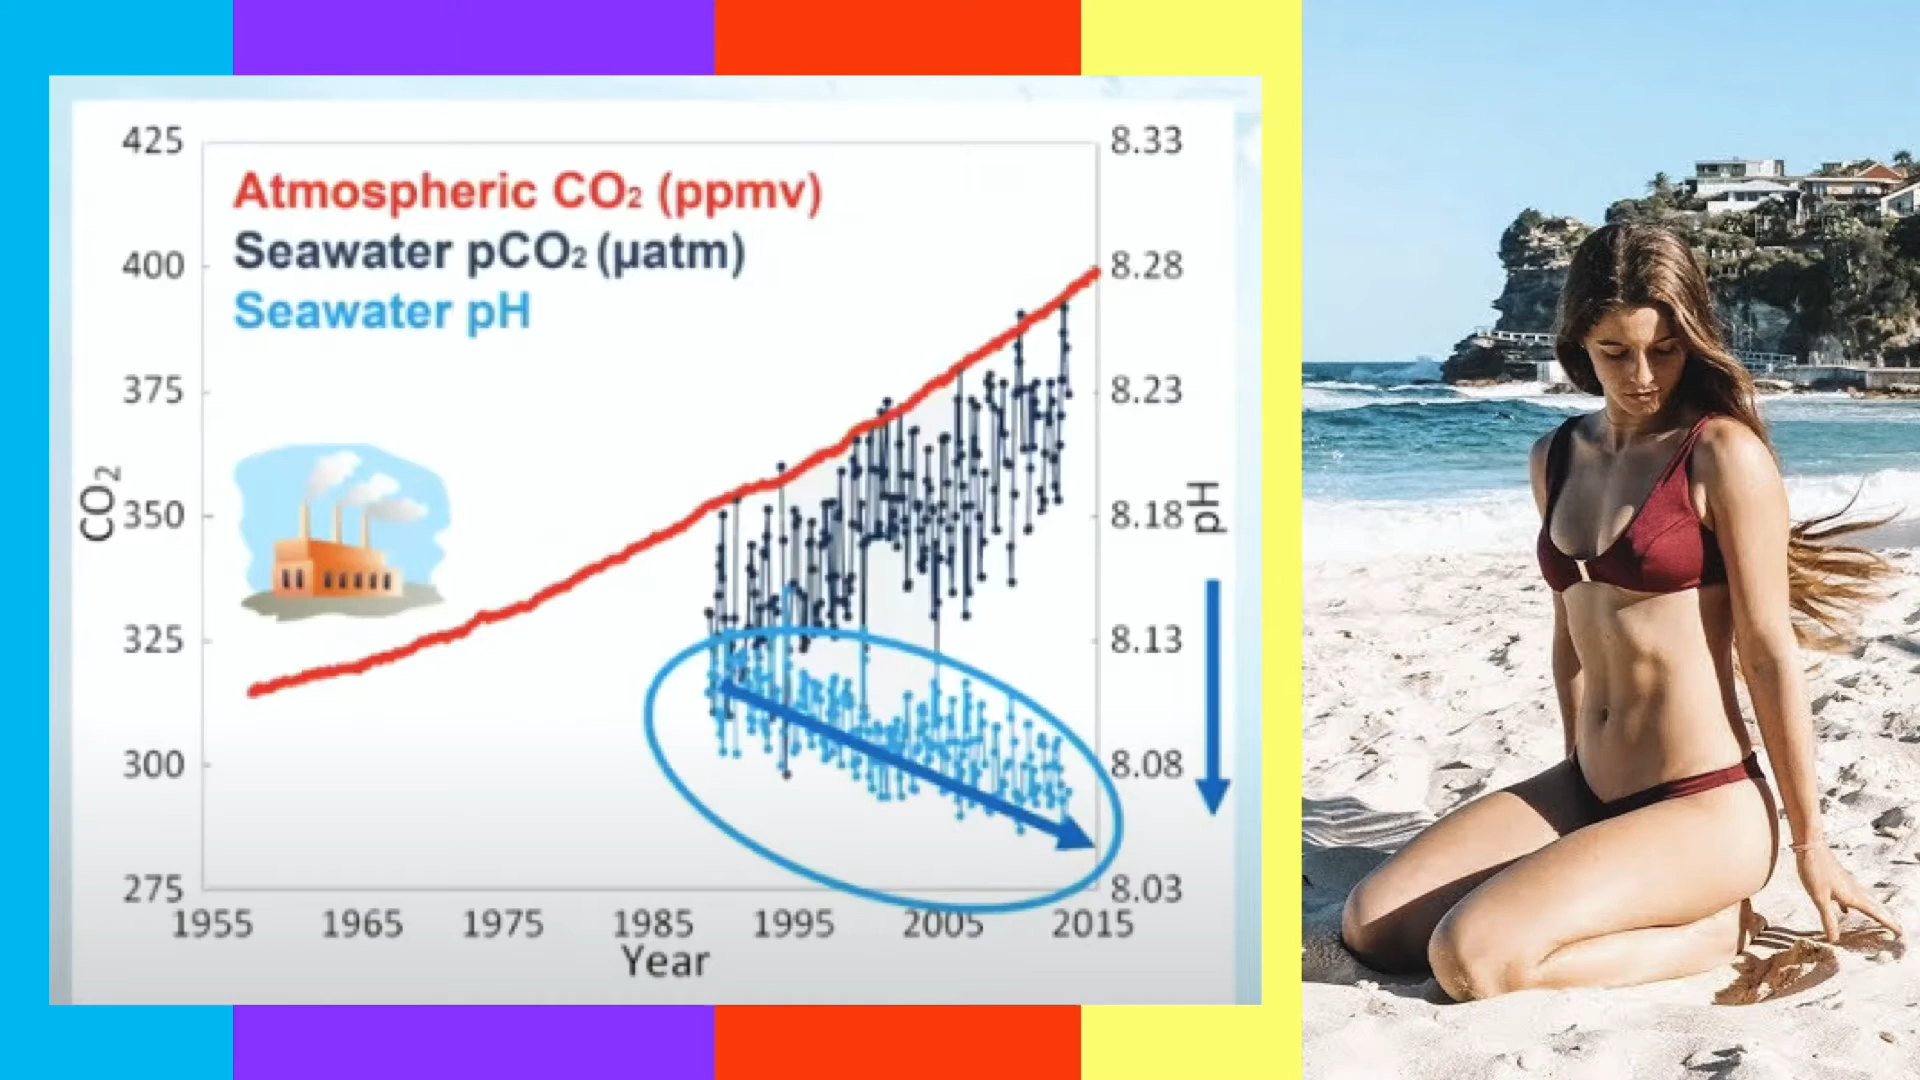 Atmospheric CO₂ (ppmv)
Seawater pCO₂ (µatm)
Seawater pH
425
400
375
350
325
300
275
CO₂
8.33
8.28
8.23
8.18
8.13
8.08
8.03
pH
1955 1965 1975 1985 1995 2005 2015
Year